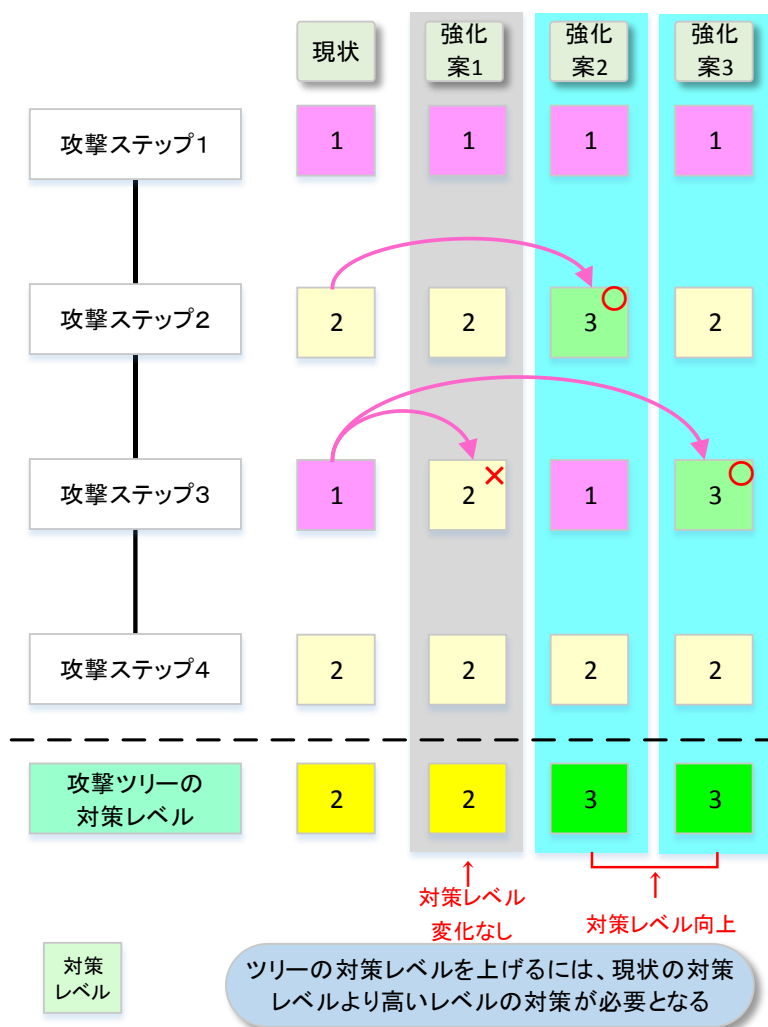 現状
強化
案1
強化
案2
強化
案3
攻撃ステップ1
1
1
1
1
攻撃ステップ2
2
2
3
2
攻撃ステップ3
1
2
1
3
攻撃ステップ4
2
2
2
2
攻撃ツリーの
対策レベル
2
2
3
3
対策レベル
変化なし
対策レベル向上
対策
レベル
ツリーの対策レベルを上げるには、現状の対策
レベルより高いレベルの対策が必要となる